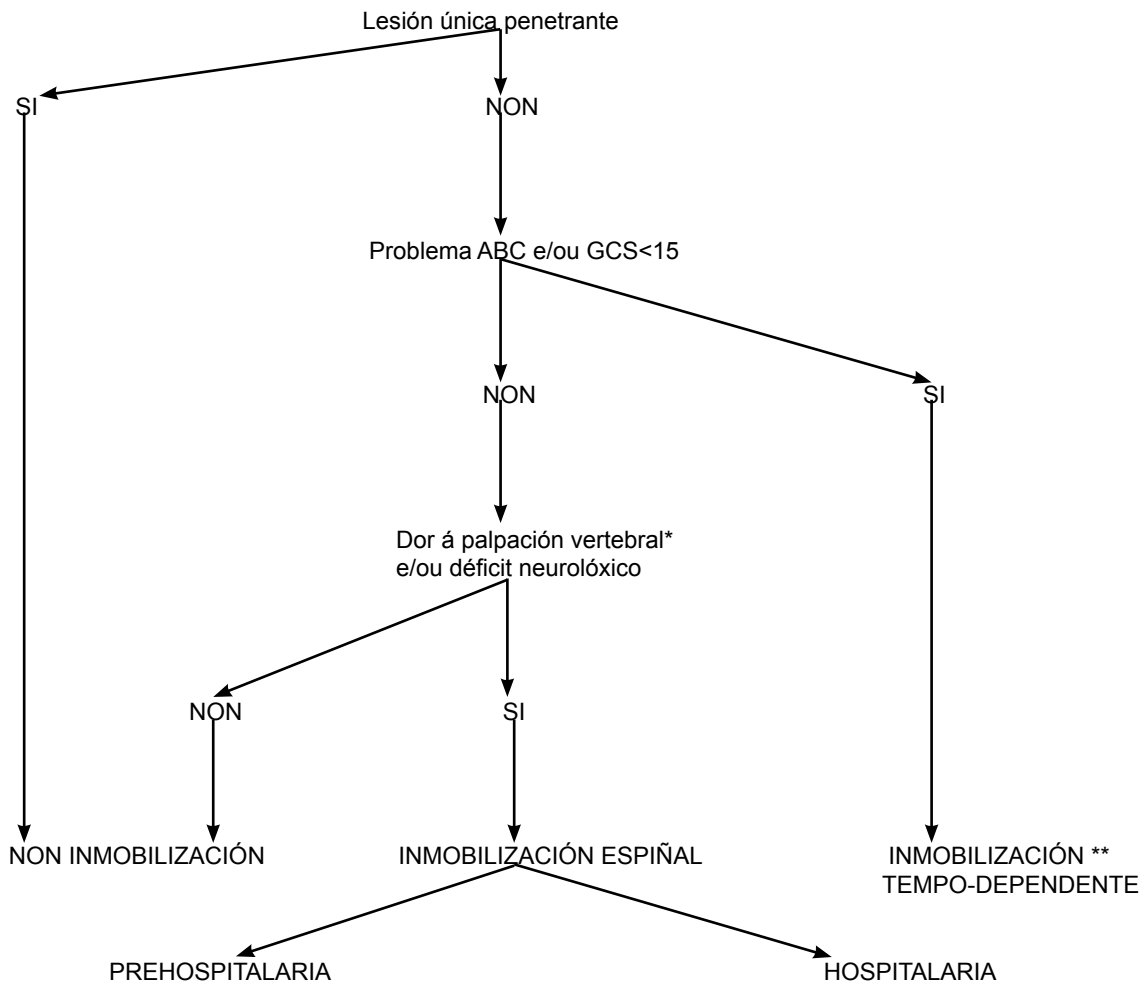 Lesión única penetrante
SI
NON
Problema ABC e/ou GCS<15
NON
SI
Dor á palpación vertebral*
e/ou déficit neurolóxico
NON
SI
NON INMOBILIZACIÓN
INMOBILIZACIÓN ESPIÑAL
INMOBILIZACIÓN **
TEMPO-DEPENDENTE
PREHOSPITALARIA
HOSPITALARIA